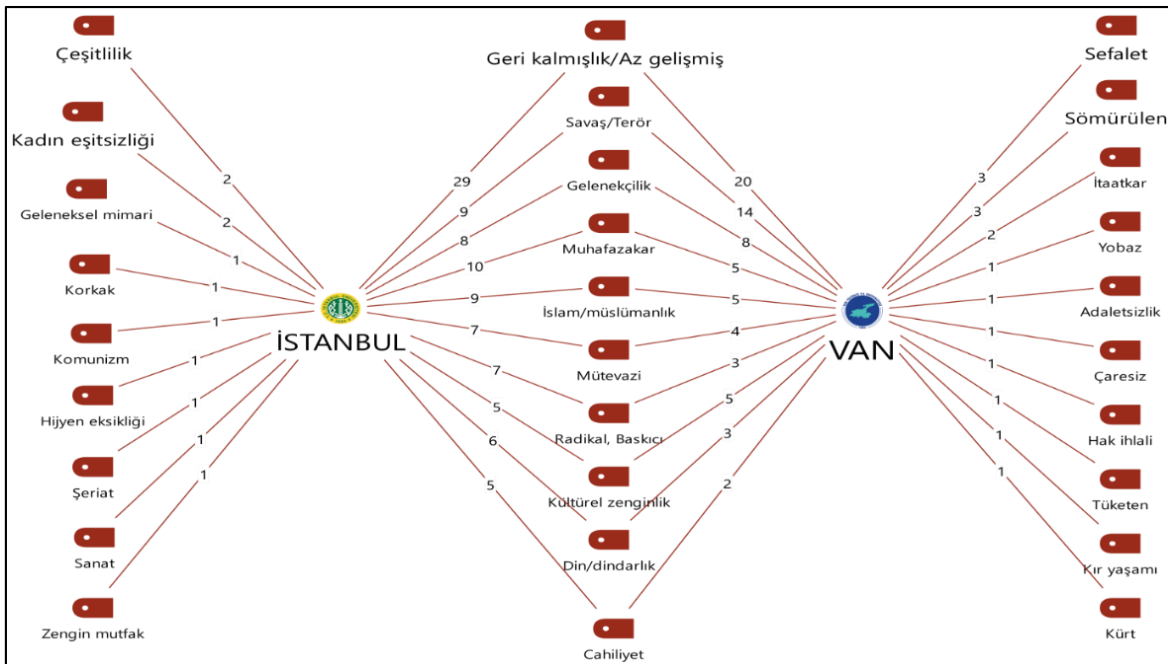 Çeşitlilik
Kadın eşitsizliği
Geleneksel mimari
Korkak
Komunizm
Hijyen eksikliği
Şeriat
Sanat
Zengin mutfak
2
2
1
1
1
1
1
1
1
İSTANBUL
29
9
8
10
9
7
7
5
6
5
Geri kalmışlık/Az gelişmiş
Savaş/Terör
Gelenekçilik
Muhafazakar
İslam/müslümanlık
Mütevazi
Radikal, Baskıcı
Kültürel zenginlik
Din/dindarlık
Cahiliyet
20
14
8
5
5
4
3
5
3
2
VAN
3
3
2
1
1
1
1
1
1
1
Sefalet
Sömürülen
İtaatkar
Yobaz
Adaletsizlik
Çaresiz
Hak ihlali
Tüketen
Kır yaşamı
Kürt